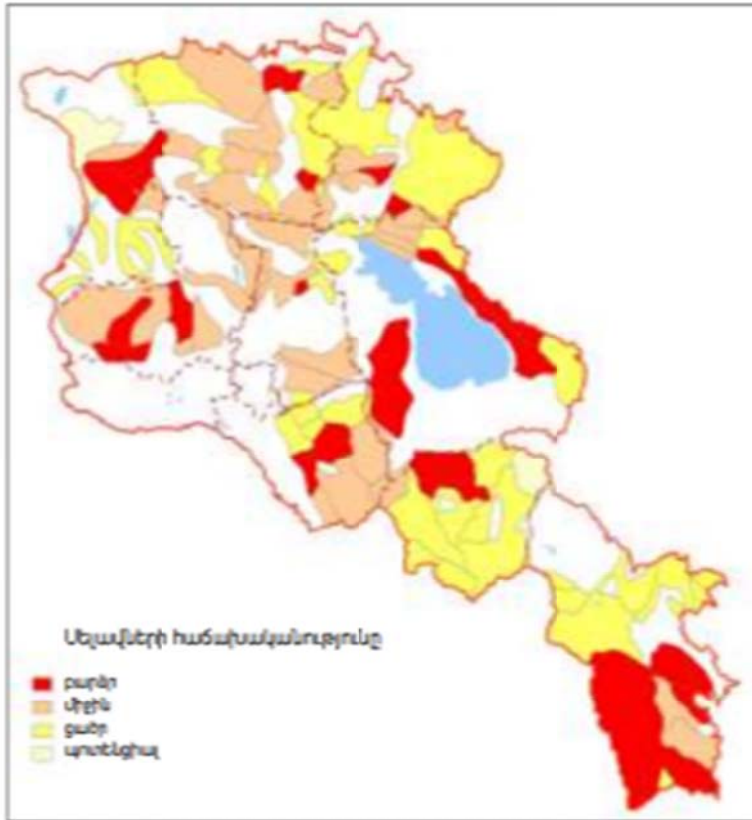 Սելավների հաճախականությունը
բարձր
միջին
ցածր
պոտենցիալ